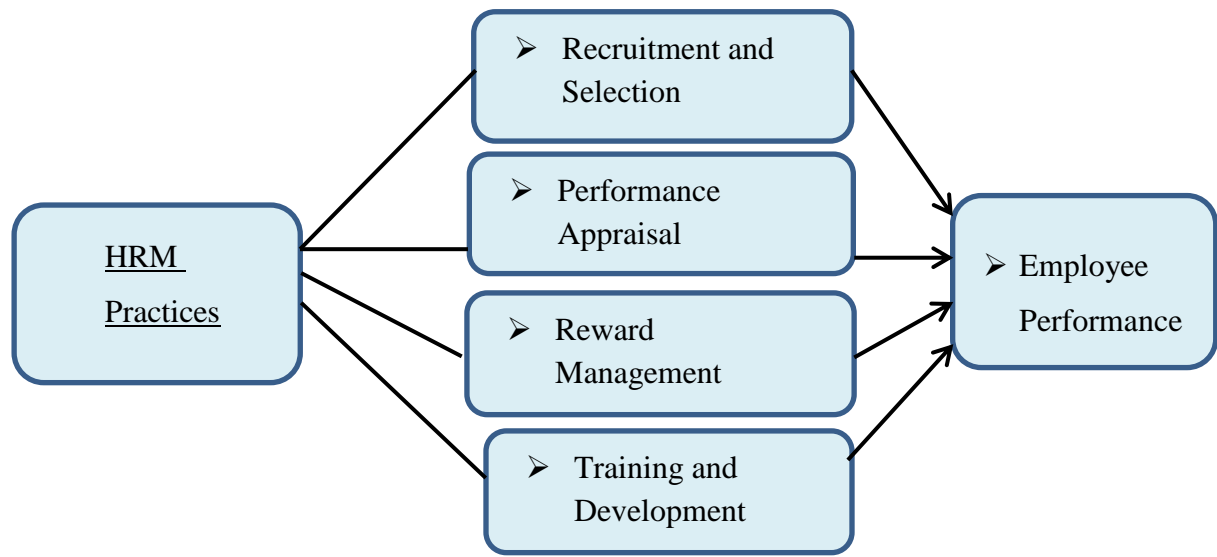 HRM
Practices
➢ Recruitment and
Selection
➢ Performance
Appraisal
➢ Reward
Management
➢ Training and
Development
➢ Employee
Performance